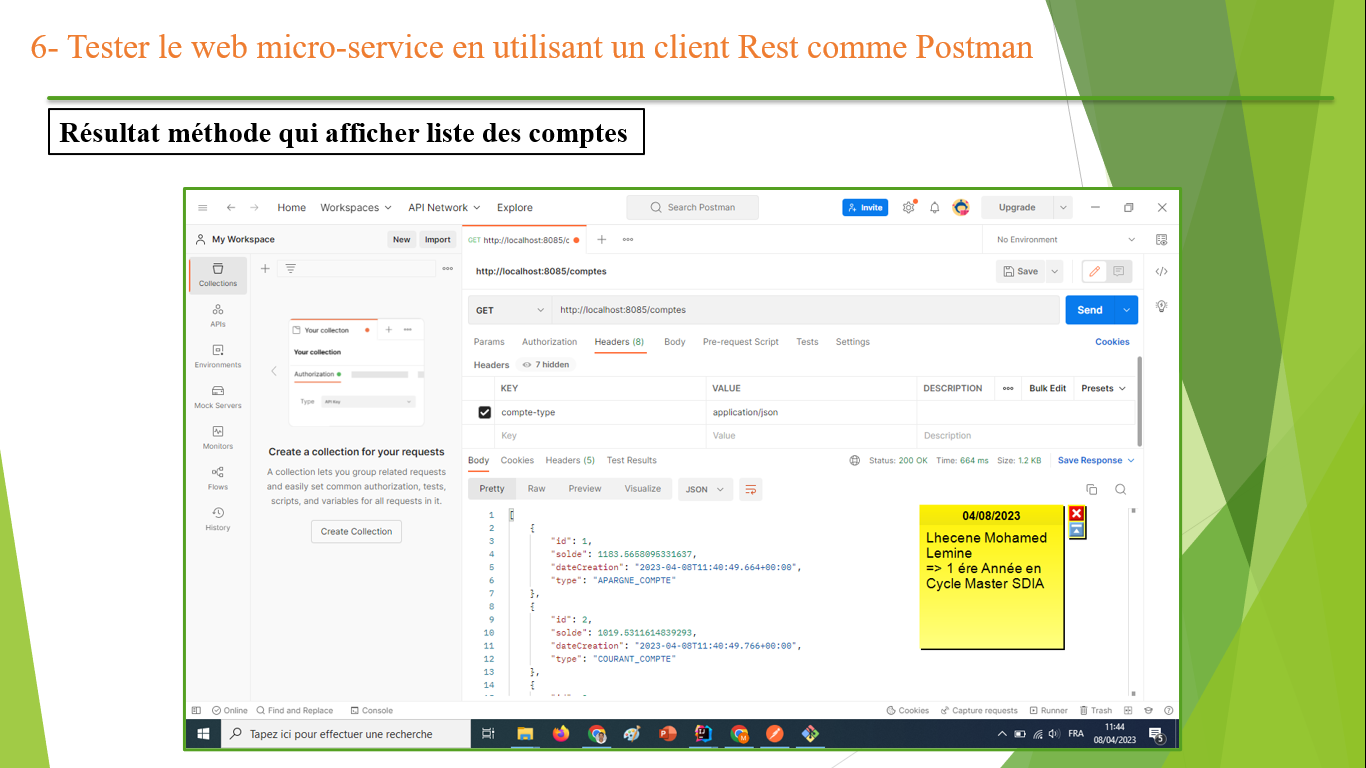 6- Tester le web micro-service en utilisant un client Rest comme Postman
Résultat méthode qui afficher liste des comptes
Home Workspaces API Network Explore Search Postman Invite Upgrade
My Workspace New Import GET http://localhost:8085/c No Environment
http://localhost:8085/comptes Save
Collections
APIs
Environments
Mock Servers
Monitors
Flows
History
Your collecton
Your collection
Authorization
Type API Key
Create a collection for your requests
A collection lets you group related requests
and easily set common authorization, tests,
scripts, and variables for all requests in it.
Create Collection
GET http://localhost:8085/comptes Send
Params Authorization Headers (8) Body Pre-request Script Tests Settings Cookies
Headers 7 hidden
KEY VALUE DESCRIPTION Bulk Edit Presets
compte-type application/json
Key Value Description
Body Cookies Headers (5) Test Results Status: 200 OK Time: 664 ms Size: 1.2 KB Save Response
Pretty Raw Preview Visualize JSON
1 [
2 {
3 "id": 1,
4 "solde": 1183.5658095331637,
5 "dateCreation": "2023-04-08T11:40:49.664+00:00",
6 "type": "APARGNE_COMPTE"
7 },
8 {
9 "id": 2,
10 "solde": 1019.5311614839293,
11 "dateCreation": "2023-04-08T11:40:49.766+00:00",
12 "type": "COURANT_COMPTE"
13 },
14 {
04/08/2023
Lhecene Mohamed
Lemine
=> 1 ére Année en
Cycle Master SDIA
Online Find and Replace Console Cookies Capture requests Runner Trash
Tapez ici pour effectuer une recherche
FRA
11:44
08/04/2023
5